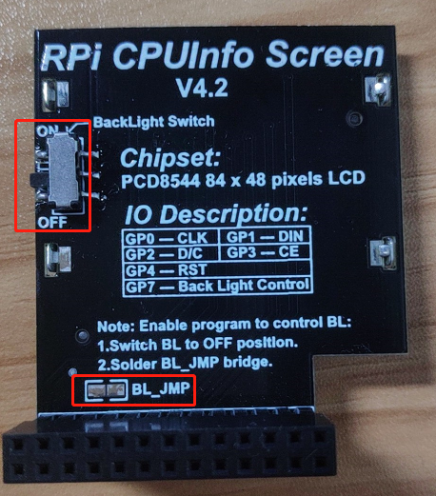 RPi CPUInfo Screen
V4.2
ON
BackLight Switch
OFF
Chipset:
PCD8544 84 x 48 pixels LCD
IO Description:
GP0 — CLK GP1 — DIN
GP2 — D/C GP3 — CE
GP4 — RST
GP7 — Back Light Control
Note: Enable program to control BL:
1.Switch BL to OFF position.
2.Solder BL_JMP bridge.
BL_JMP